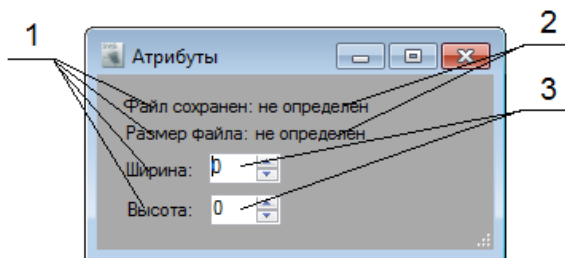 1
2
Атрибуты
3
Файл сохранен: не определен
Размер файла: не определен
Ширина: 0
Высота: 0